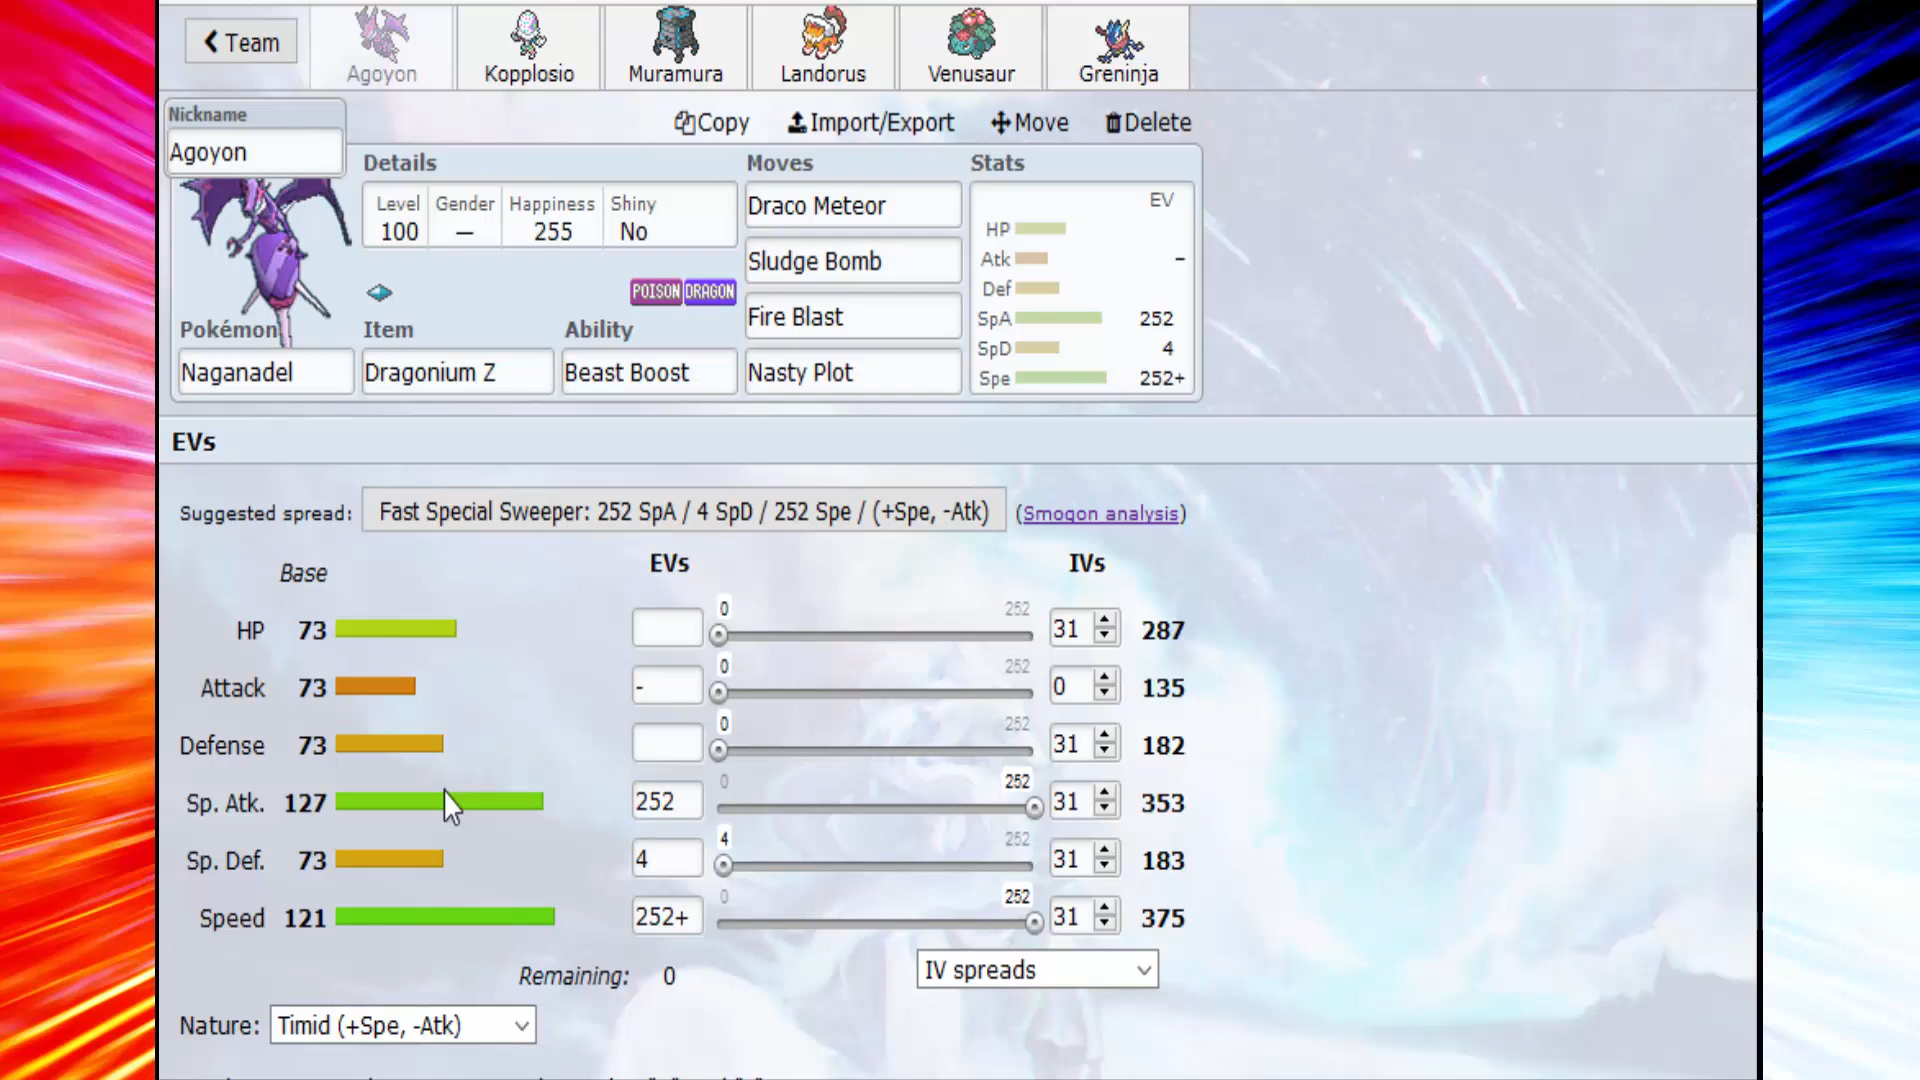 Team
Agoyon
Kopplosio
Muramura
Landorus
Venusaur
Greninja
Nickname
Agoyon
Copy
Import/Export
Move
Delete
Details
Moves
Stats
Level
Gender
Happiness
Shiny
100
—
255
No
Draco Meteor
Sludge Bomb
Fire Blast
Nasty Plot
EV
HP
Atk –
Def
SpA 252
SpD 4
Spe 252+
POISON DRAGON
Pokémon
Item
Ability
Naganadel
Dragonium Z
Beast Boost
EVs
Suggested spread: Fast Special Sweeper: 252 SpA / 4 SpD / 252 Spe / (+Spe, -Atk) (Smogon analysis)
Base
EVs
IVs
HP 73 0 252 31 287
Attack 73 - 0 252 0 135
Defense 73 0 252 31 182
Sp. Atk. 127 252 0 252 31 353
Sp. Def. 73 4 4 252 31 183
Speed 121 252+ 0 252 31 375
Remaining: 0
IV spreads
Nature: Timid (+Spe, -Atk)